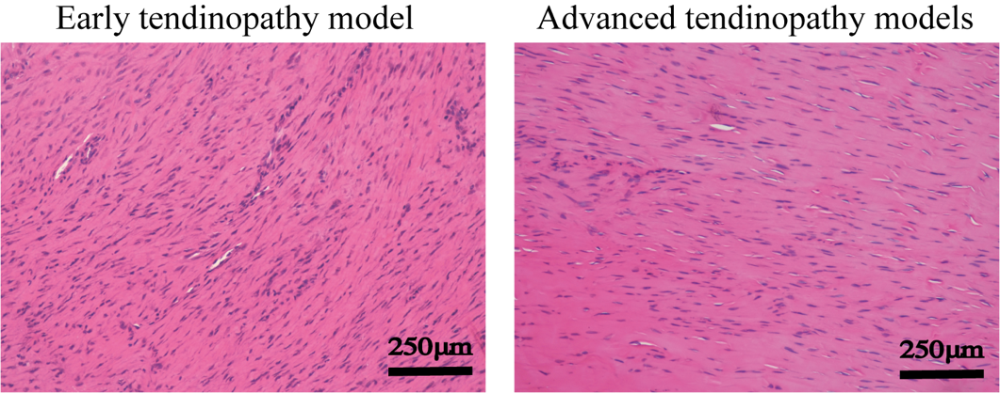 Early tendinopathy model
Advanced tendinopathy models
250μm
250μm